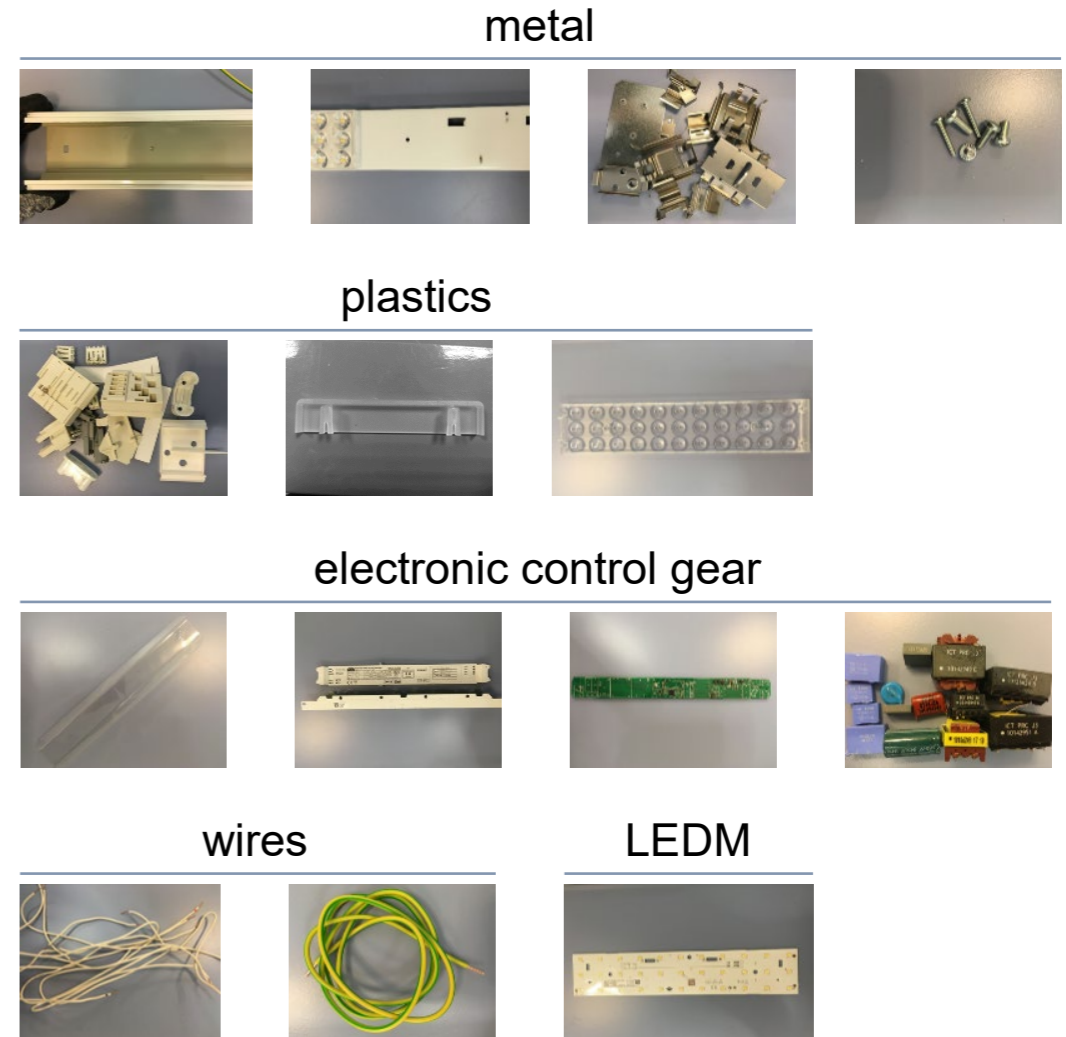 metal
plastics
electronic control gear
wires
LEDM